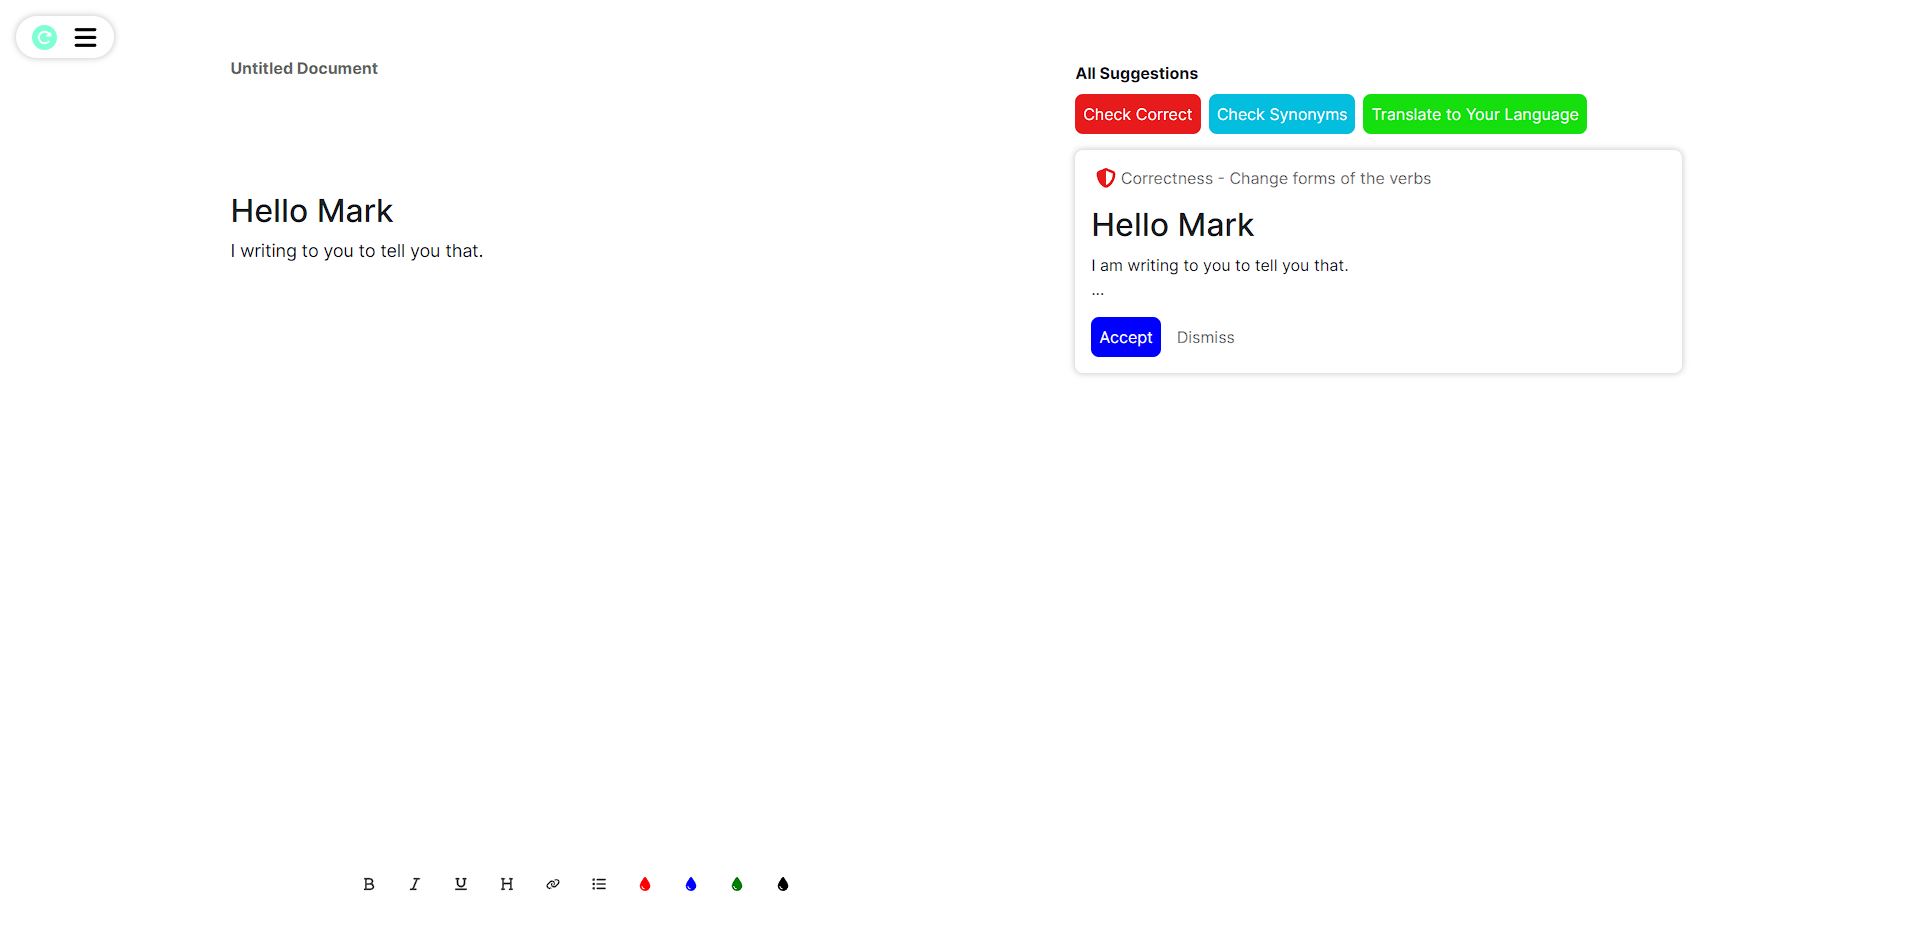 Untitled Document
Hello Mark
I writing to you to tell you that.
B I U H
All Suggestions
Check Correct Check Synonyms Translate to Your Language
Correctness - Change forms of the verbs
Hello Mark
I am writing to you to tell you that.
...
Accept Dismiss